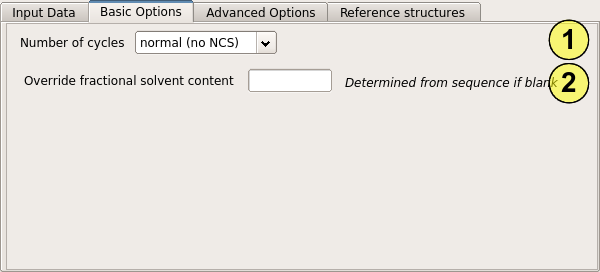 Input Data Basic Options Advanced Options Reference structures
Number of cycles normal (no NCS) 1
Override fractional solvent content Determined from sequence if blank 2